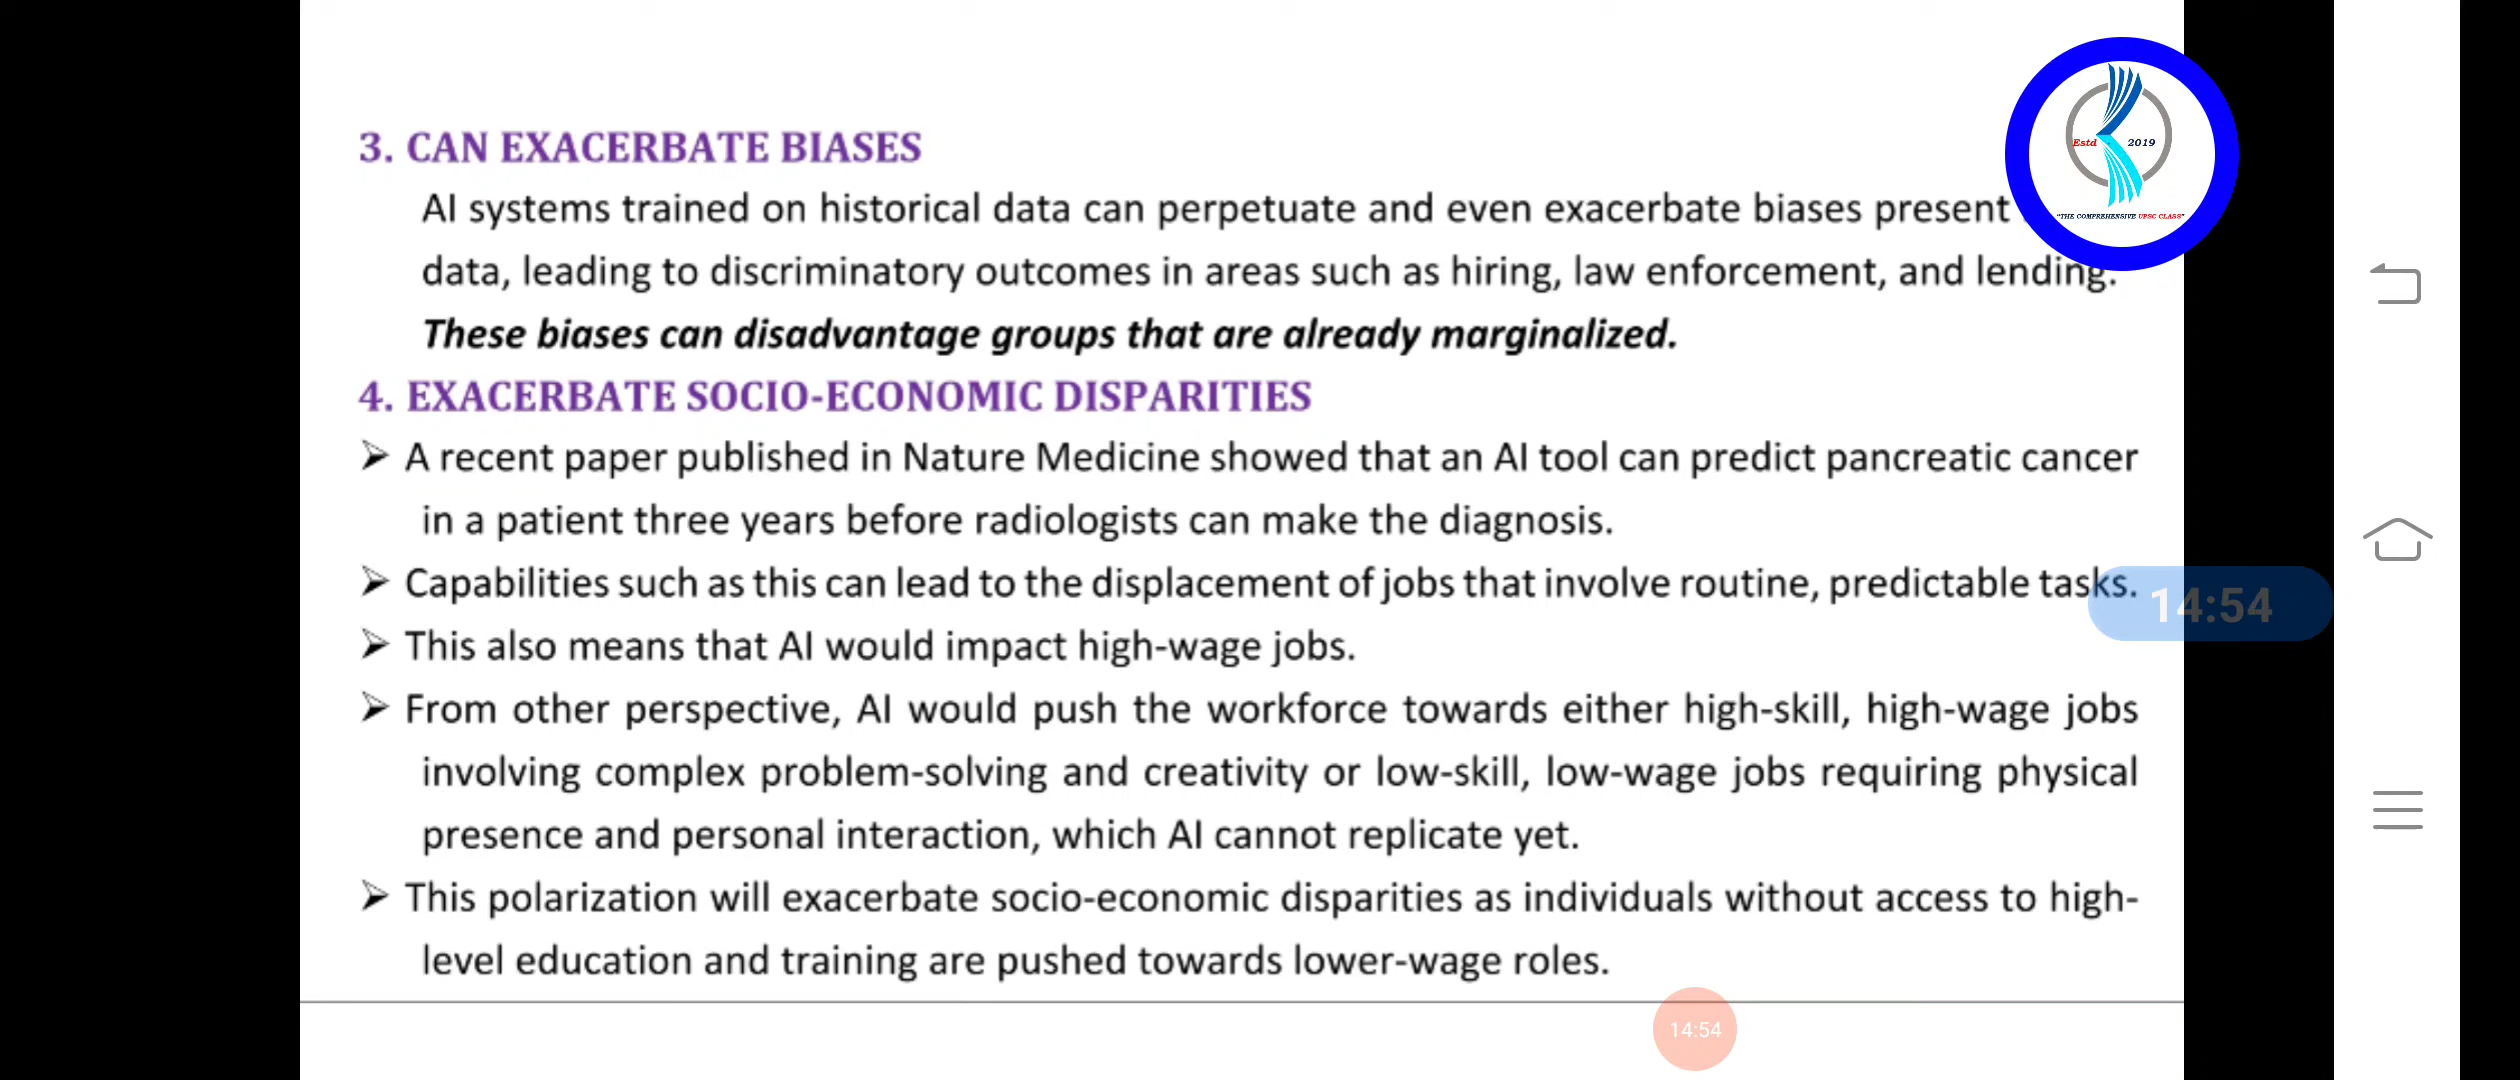 3. CAN EXACERBATE BIASES
AI systems trained on historical data can perpetuate and even exacerbate biases present
data, leading to discriminatory outcomes in areas such as hiring, law enforcement, and lending.
These biases can disadvantage groups that are already marginalized.
4. EXACERBATE SOCIO-ECONOMIC DISPARITIES
➢ A recent paper published in Nature Medicine showed that an AI tool can predict pancreatic cancer
in a patient three years before radiologists can make the diagnosis.
➢ Capabilities such as this can lead to the displacement of jobs that involve routine, predictable tasks.
➢ This also means that AI would impact high-wage jobs.
➢ From other perspective, AI would push the workforce towards either high-skill, high-wage jobs
involving complex problem-solving and creativity or low-skill, low-wage jobs requiring physical
presence and personal interaction, which AI cannot replicate yet.
➢ This polarization will exacerbate socio-economic disparities as individuals without access to high-
level education and training are pushed towards lower-wage roles.
Estd 2019
"THE COMPREHENSIVE UPSC CLASS"
14:54
14:54